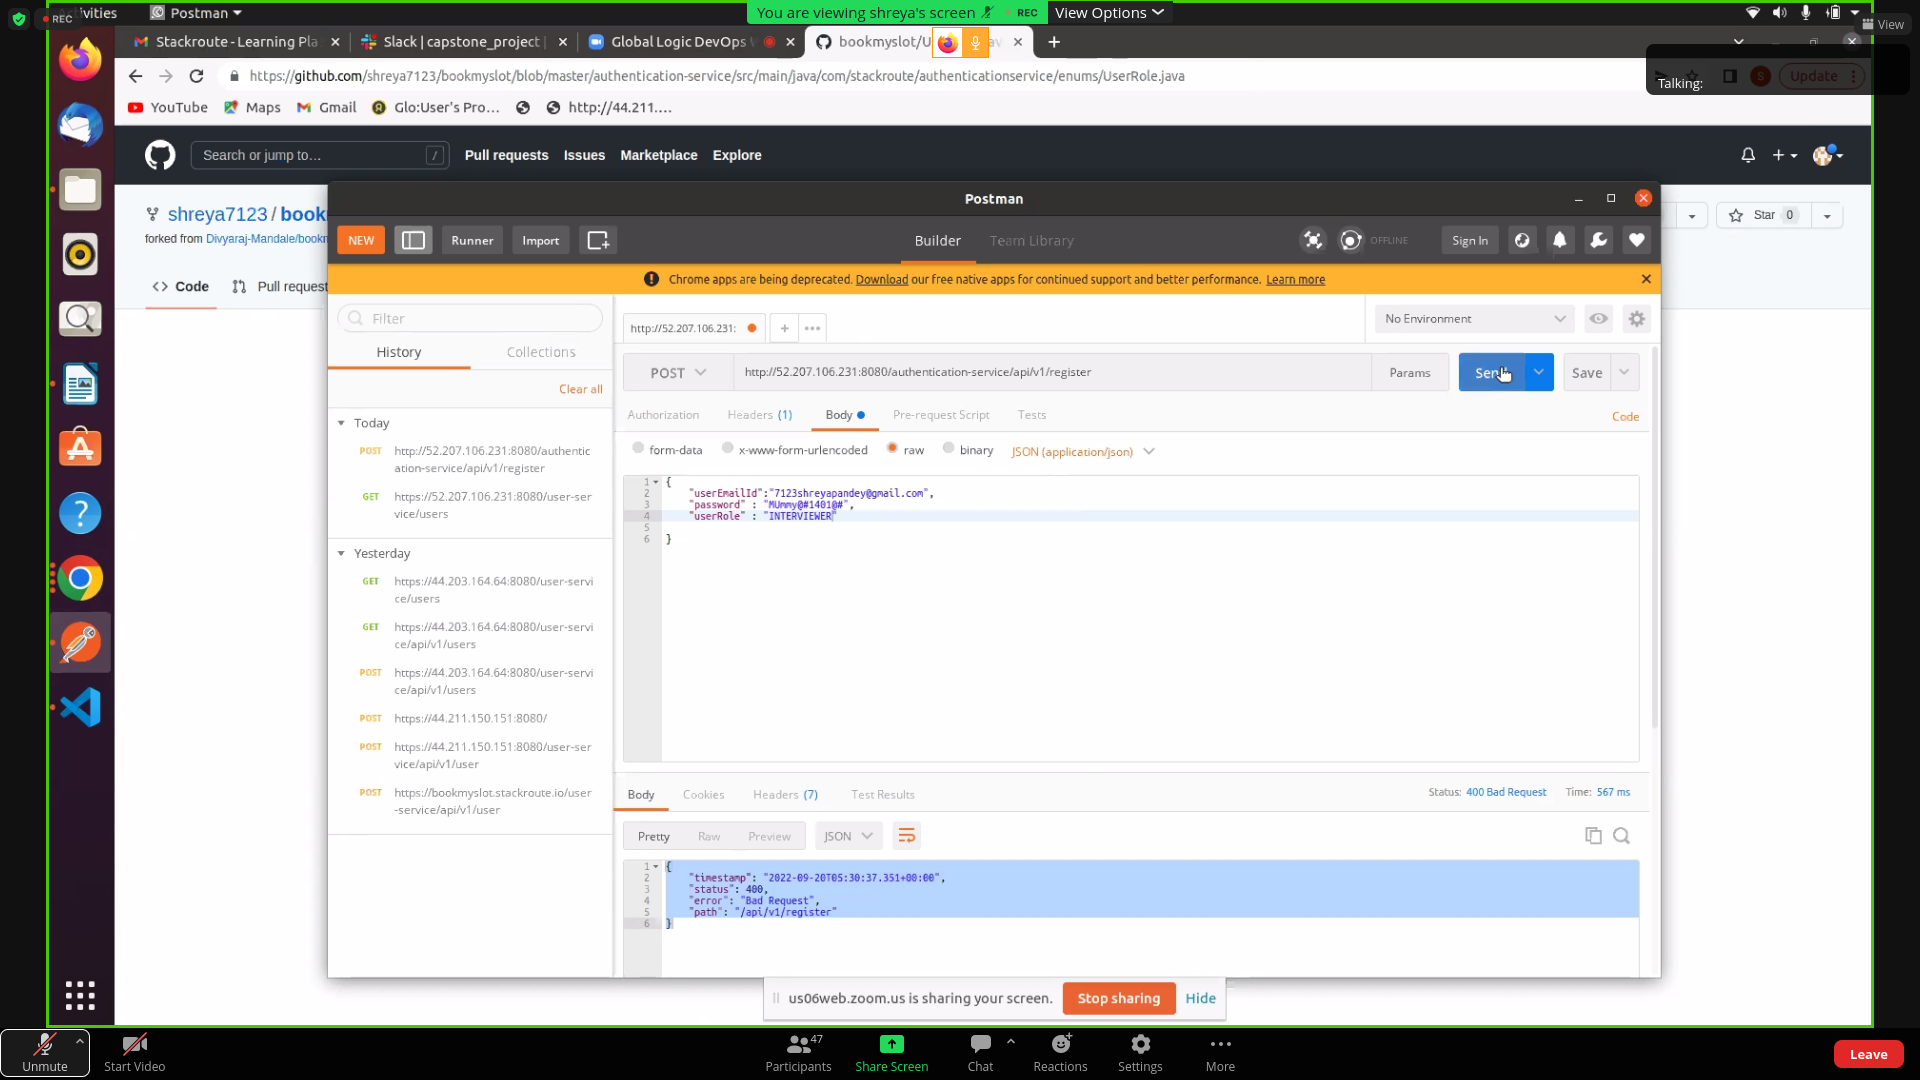 REC
Activities
Postman
You are viewing shreya's screen
REC
View Options
View
Stackroute - Learning Pla
Slack | capstone_project
Global Logic DevOps
bookmyslot/U
https://github.com/shreya7123/bookmyslot/blob/master/authentication-service/src/main/java/com/stackroute/authenticationservice/enums/UserRole.java
Update
Talking:
YouTube
Maps
Gmail
Glo:User's Pro...
http://44.211....
Search or jump to...
/
Pull requests
Issues
Marketplace
Explore
shreya7123 / book
forked from Divyaraj-Mandale/bookn
Star 0
Code
Pull request
Postman
NEW
Runner
Import
Builder
Team Library
OFFLINE
Sign In
Chrome apps are being deprecated. Download our free native apps for continued support and better performance. Learn more
Filter
History
Collections
Clear all
Today
POST http://52.207.106.231:8080/authentic
ation-service/api/v1/register
GET https://52.207.106.231:8080/user-ser
vice/users
Yesterday
GET https://44.203.164.64:8080/user-servi
ce/users
GET https://44.203.164.64:8080/user-servi
ce/api/v1/users
POST https://44.203.164.64:8080/user-servi
ce/api/v1/users
POST https://44.211.150.151:8080/
POST https://44.211.150.151:8080/user-ser
vice/api/v1/user
POST https://bookmyslot.stackroute.io/user
-service/api/v1/user
http://52.207.106.231:
No Environment
POST
http://52.207.106.231:8080/authentication-service/api/v1/register
Params
Send
Save
Authorization
Headers (1)
Body
Pre-request Script
Tests
Code
form-data
x-www-form-urlencoded
raw
binary
JSON (application/json)
1 {
2 "userEmailId":"7123shreyapandey@gmail.com",
3 "password" : "MUmmy@#1401@#",
4 "userRole" : "INTERVIEWER"
5
6 }
Body
Cookies
Headers (7)
Test Results
Status: 400 Bad Request
Time: 567 ms
Pretty
Raw
Preview
JSON
1 {
2 "timestamp": "2022-09-20T05:30:37.351+00:00",
3 "status": 400,
4 "error": "Bad Request",
5 "path": "/api/v1/register"
6 }
us06web.zoom.us is sharing your screen.
Stop sharing
Hide
Unmute
Start Video
Participants
47
Share Screen
Chat
Reactions
Settings
More
Leave